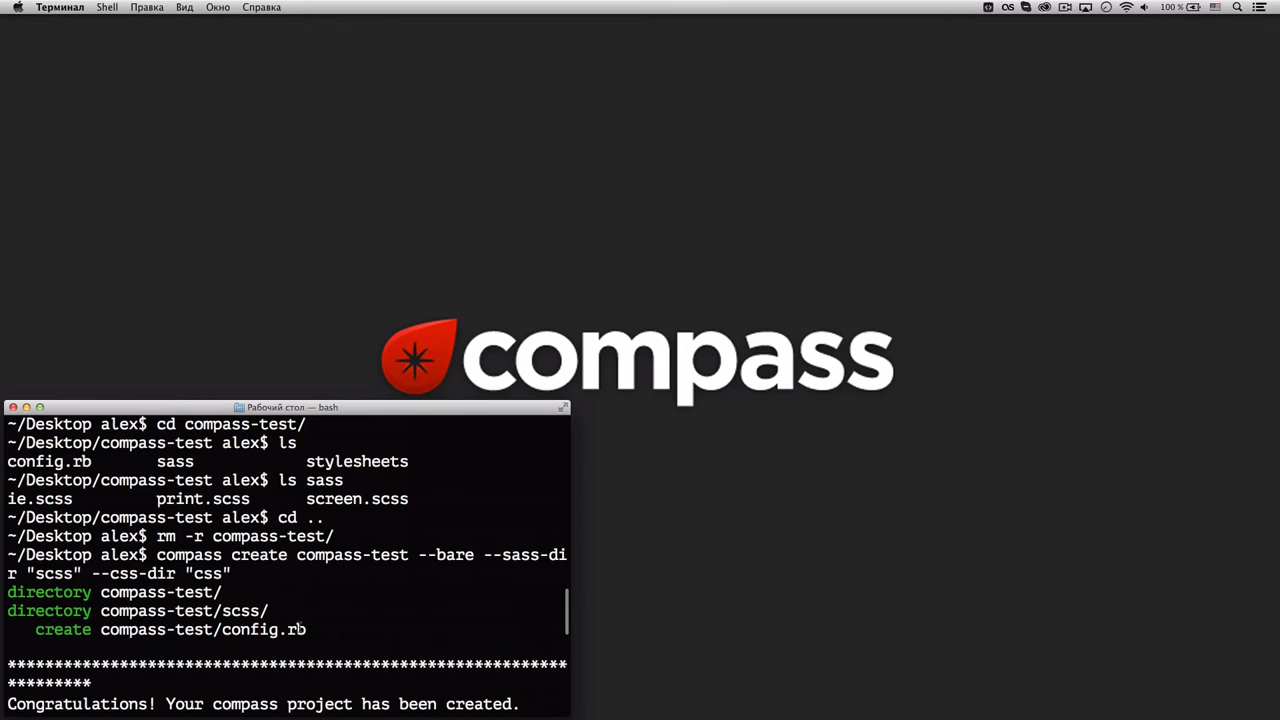 Терминал Shell Правка Вид Окно Справка 100 %
compass
Рабочий стол — bash
~/Desktop alex$ cd compass-test/
~/Desktop/compass-test alex$ ls
config.rb sass stylesheets
~/Desktop/compass-test alex$ ls sass
ie.scss print.scss screen.scss
~/Desktop/compass-test alex$ cd ..
~/Desktop alex$ rm -r compass-test/
~/Desktop alex$ compass create compass-test --bare --sass-di
r "scss" --css-dir "css"
directory compass-test/
directory compass-test/scss/
create compass-test/config.rb
************************************************************
*********
Congratulations! Your compass project has been created.